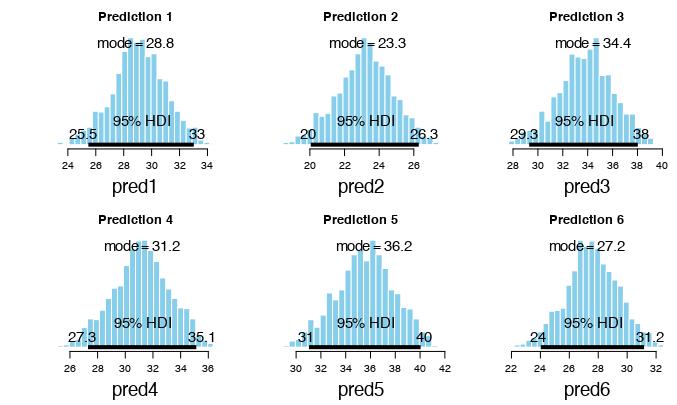 Prediction 1
mode = 28.8
95% HDI
25.5 33
24 26 28 30 32 34
pred1
Prediction 2
mode = 23.3
95% HDI
20 26.3
20 22 24 26
pred2
Prediction 3
mode = 34.4
95% HDI
29.3 38
28 30 32 34 36 38 40
pred3
Prediction 4
mode = 31.2
95% HDI
27.3 35.1
26 28 30 32 34 36
pred4
Prediction 5
mode = 36.2
95% HDI
31 40
30 32 34 36 38 40 42
pred5
Prediction 6
mode = 27.2
95% HDI
24 31.2
22 24 26 28 30 32
pred6